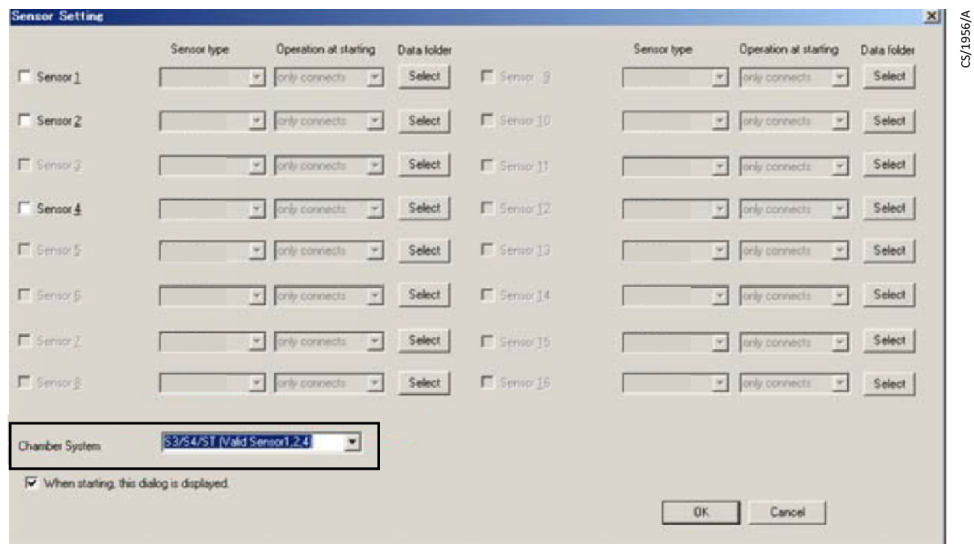 Sensor Setting
CS/1956/A
Sensor type Operation at starting Data folder Sensor type Operation at starting Data folder
Sensor 1 only connects Select Sensor 9 only connects Select
Sensor 2 only connects Select Sensor 10 only connects Select
Sensor 3 only connects Select Sensor 11 only connects Select
Sensor 4 only connects Select Sensor 12 only connects Select
Sensor 5 only connects Select Sensor 13 only connects Select
Sensor 6 only connects Select Sensor 14 only connects Select
Sensor 7 only connects Select Sensor 15 only connects Select
Sensor 8 only connects Select Sensor 16 only connects Select
Chamber System S3/S4/ST (Valid Sensor1,2,4)
When starting, this dialog is displayed.
OK Cancel